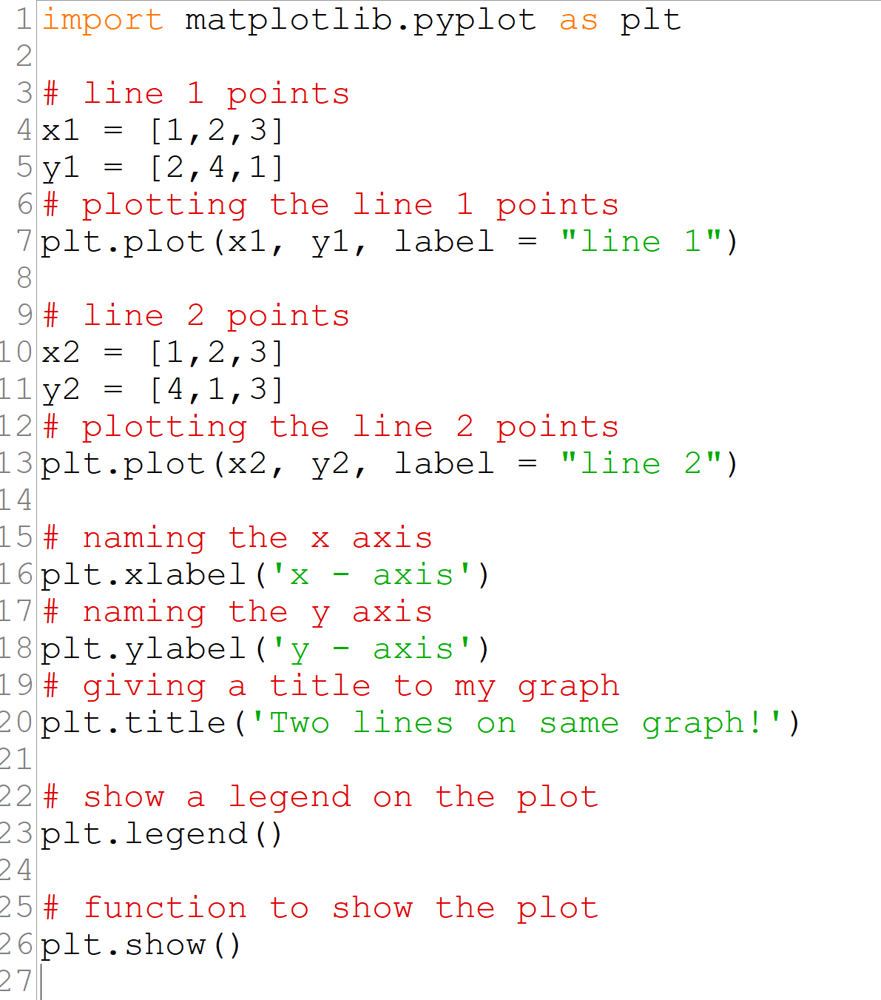 1 import matplotlib.pyplot as plt
2
3 # line 1 points
4 x1 = [1,2,3]
5 y1 = [2,4,1]
6 # plotting the line 1 points
7 plt.plot(x1, y1, label = "line 1")
8
9 # line 2 points
10 x2 = [1,2,3]
11 y2 = [4,1,3]
12 # plotting the line 2 points
13 plt.plot(x2, y2, label = "line 2")
14
15 # naming the x axis
16 plt.xlabel('x - axis')
17 # naming the y axis
18 plt.ylabel('y - axis')
19 # giving a title to my graph
20 plt.title('Two lines on same graph!')
21
22 # show a legend on the plot
23 plt.legend()
24
25 # function to show the plot
26 plt.show()
27